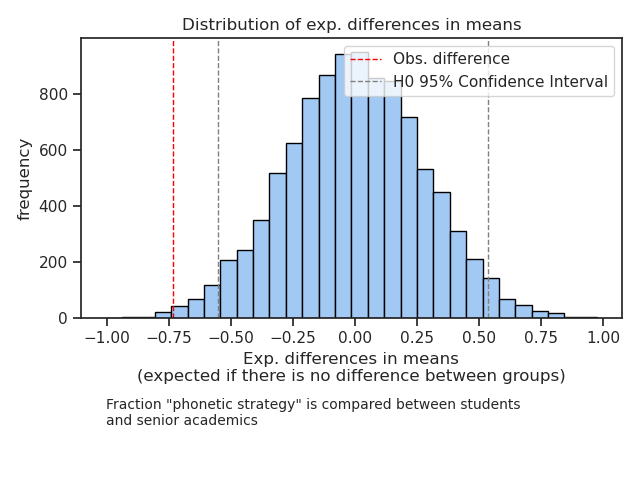 Distribution of exp. differences in means
Obs. difference
H0 95% Confidence Interval
frequency
800
600
400
200
0
−1.00 −0.75 −0.50 −0.25 0.00 0.25 0.50 0.75 1.00
Exp. differences in means
(expected if there is no difference between groups)
Fraction "phonetic strategy" is compared between students
and senior academics